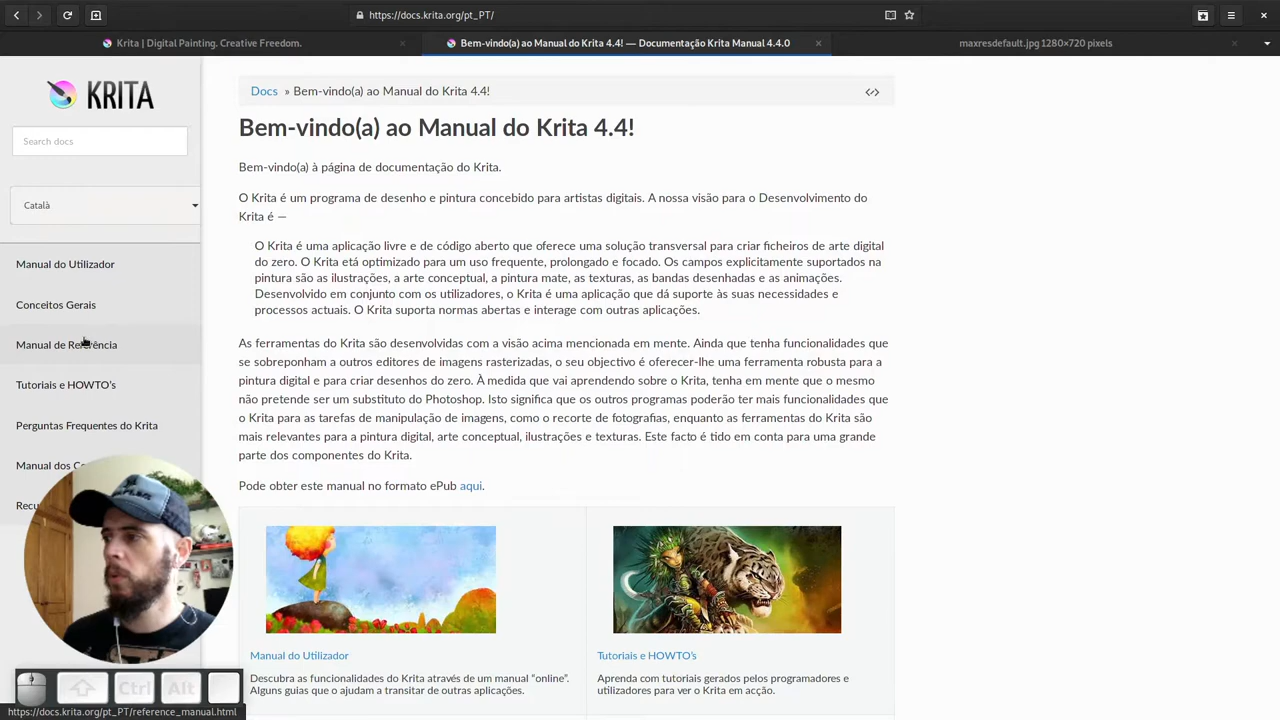 https://docs.krita.org/pt_PT/
Krita | Digital Painting. Creative Freedom.
Bem-vindo(a) ao Manual do Krita 4.4! — Documentação Krita Manual 4.4.0
maxresdefault.jpg 1280×720 pixels
KRITA
Search docs
Català
Manual do Utilizador
Conceitos Gerais
Manual de Referência
Tutoriais e HOWTO's
Perguntas Frequentes do Krita
Manual dos
Docs » Bem-vindo(a) ao Manual do Krita 4.4!
Bem-vindo(a) ao Manual do Krita 4.4!
Bem-vindo(a) à página de documentação do Krita.
O Krita é um programa de desenho e pintura concebido para artistas digitais. A nossa visão para o Desenvolvimento do
Krita é —
O Krita é uma aplicação livre e de código aberto que oferece uma solução transversal para criar ficheiros de arte digital
do zero. O Krita etá optimizado para um uso frequente, prolongado e focado. Os campos explicitamente suportados na
pintura são as ilustrações, a arte conceptual, a pintura mate, as texturas, as bandas desenhadas e as animações.
Desenvolvido em conjunto com os utilizadores, o Krita é uma aplicação que dá suporte às suas necessidades e
processos actuais. O Krita suporta normas abertas e interage com outras aplicações.
As ferramentas do Krita são desenvolvidas com a visão acima mencionada em mente. Ainda que tenha funcionalidades que
se sobreponham a outros editores de imagens rasterizadas, o seu objectivo é oferecer-lhe uma ferramenta robusta para a
pintura digital e para criar desenhos do zero. À medida que vai aprendendo sobre o Krita, tenha em mente que o mesmo
não pretende ser um substituto do Photoshop. Isto significa que os outros programas poderão ter mais funcionalidades que
o Krita para as tarefas de manipulação de imagens, como o recorte de fotografias, enquanto as ferramentas do Krita são
mais relevantes para a pintura digital, arte conceptual, ilustrações e texturas. Este facto é tido em conta para uma grande
parte dos componentes do Krita.
Pode obter este manual no formato ePub aqui.
Manual do Utilizador
Descubra as funcionalidades do Krita através de um manual "online".
Alguns guias que o ajudam a transitar de outras aplicações.
Tutoriais e HOWTO's
Aprenda com tutoriais gerados pelos programadores e
utilizadores para ver o Krita em acção.
Ctrl
Alt
https://docs.krita.org/pt_PT/reference_manual.html